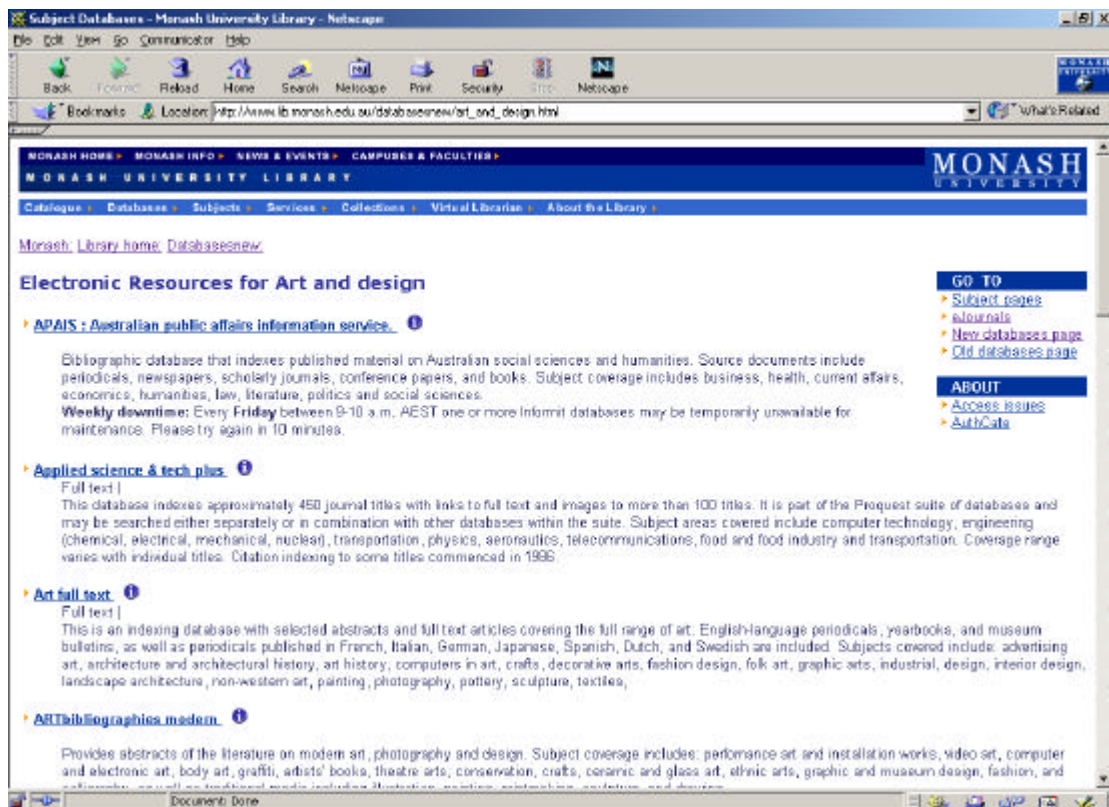 Subject Databases - Monash University Library - Netscape
File Edit View Go Communicator Help
Back Forward Reload Home Search Netscape Print Security Stop Netscape
MONASH UNIVERSITY
Bookmarks Location: http://www.lib.monash.edu.au/databasesnew/art_and_design.html What's Related
MONASH HOME MONASH INFO NEWS & EVENTS CAMPUSES & FACULTIES
MONASH UNIVERSITY LIBRARY
MONASH
UNIVERSITY
Catalogue Databases Subjects Services Collections Virtual Librarian About the Library
Monash: Library home: Databasesnew:
Electronic Resources for Art and design
APAIS : Australian public affairs information service.
Bibliographic database that indexes published material on Australian social sciences and humanities. Source documents include
periodicals, newspapers, scholarly journals, conference papers, and books. Subject coverage includes business, health, current affairs,
economics, humanities, law, literature, politics and social sciences.
Weekly downtime: Every Friday between 9-10 a.m. AEST one or more Informit databases may be temporarily unavailable for
maintenance. Please try again in 10 minutes.
GO TO
Subject pages
eJournals
New databases page
Old databases page
ABOUT
Access issues
AuthCate
Applied science & tech plus
Full text |
This database indexes approximately 450 journal titles with links to full text and images to more than 100 titles. It is part of the Proquest suite of databases and
may be searched either separately or in combination with other databases within the suite. Subject areas covered include computer technology, engineering
(chemical, electrical, mechanical, nuclear), transportation, physics, aeronautics, telecommunications, food and food industry and transportation. Coverage range
varies with individual titles. Citation indexing to some titles commenced in 1986.
Art full text
Full text |
This is an indexing database with selected abstracts and full text articles covering the full range of art. English-language periodicals, yearbooks, and museum
bulletins, as well as periodicals published in French, Italian, German, Japanese, Spanish, Dutch, and Swedish are included. Subjects covered include: advertising
art, architecture and architectural history, art history, computers in art, crafts, decorative arts, fashion design, folk art, graphic arts, industrial, design, interior design,
landscape architecture, non-western art, painting, photography, pottery, sculpture, textiles,
ARTbibliographies modern
Provides abstracts of the literature on modern art, photography and design. Subject coverage includes: performance art and installation works, video art, computer
and electronic art, body art, graffiti, artists' books, theatre arts, conservation, crafts, ceramic and glass art, ethnic arts, graphic and museum design, fashion, and
Document: Done